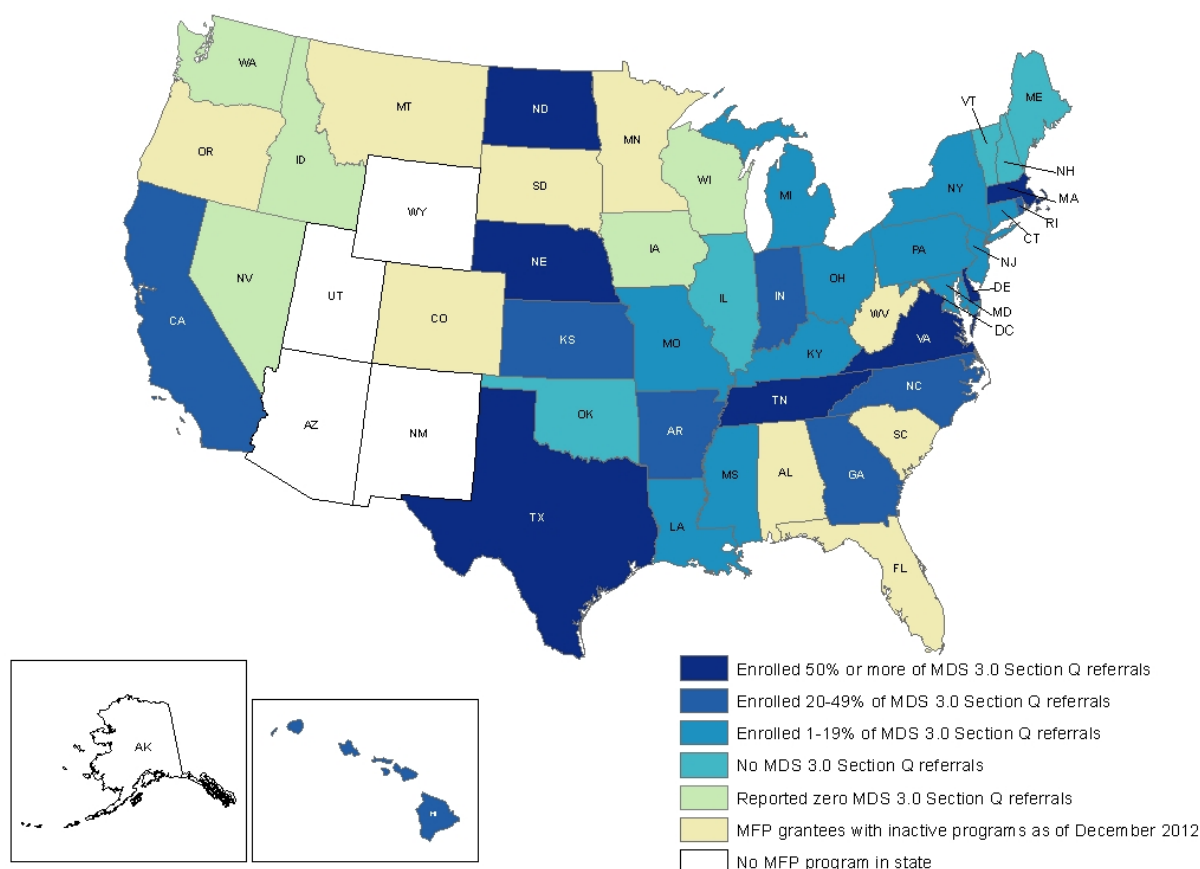 WA
MT
ND
MN
VT
ME
OR
ID
SD
WI
MI
NY
NH
MA
RI
CT
WY
NE
IA
PA
NJ
NV
UT
CO
IL
IN
OH
DE
MD
DC
CA
KS
MO
KY
WV
VA
AZ
NM
OK
AR
TN
NC
SC
TX
LA
MS
AL
GA
FL
AK
HI
Enrolled 50% or more of MDS 3.0 Section Q referrals
Enrolled 20-49% of MDS 3.0 Section Q referrals
Enrolled 1-19% of MDS 3.0 Section Q referrals
No MDS 3.0 Section Q referrals
Reported zero MDS 3.0 Section Q referrals
MFP grantees with inactive programs as of December 2012
No MFP program in state